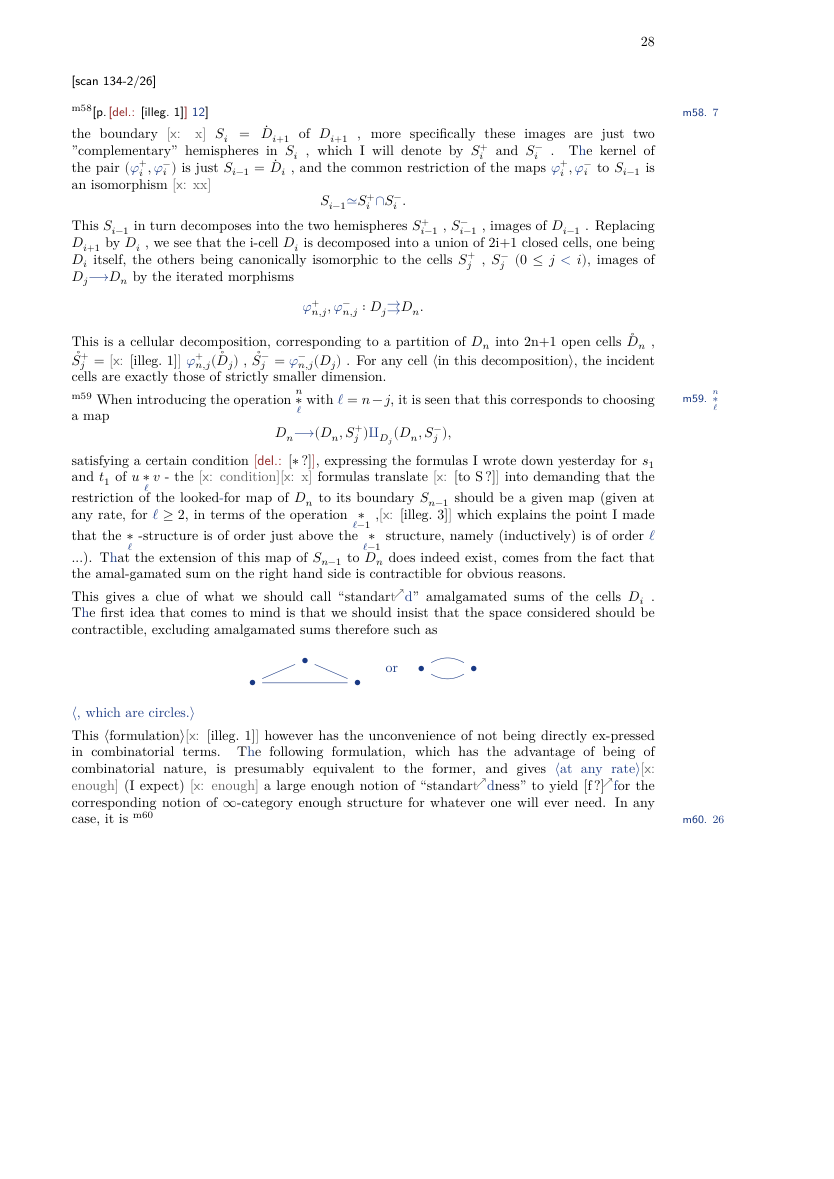 28
[scan 134-2/26]
m58[p. [del.: [illeg. 1]] 12]
m58. 7
the boundary [x: x] S_i = Ḋ_{i+1} of D_{i+1} , more specifically these images are just two
”complementary” hemispheres in S_i , which I will denote by S_i^+ and S_i^− . The kernel of
the pair (φ_i^+, φ_i^−) is just S_{i−1} = Ḋ_i , and the common restriction of the maps φ_i^+, φ_i^− to S_{i−1} is
an isomorphism [x: xx]
S_{i−1}≃S_i^+∩S_i^−.
This S_{i−1} in turn decomposes into the two hemispheres S_{i−1}^+ , S_{i−1}^− , images of D_{i−1} . Replacing
D_{i+1} by D_i , we see that the i-cell D_i is decomposed into a union of 2i+1 closed cells, one being
D_i itself, the others being canonically isomorphic to the cells S_j^+ , S_j^− (0 ≤ j < i), images of
D_j⟶D_n by the iterated morphisms
φ_{n,j}^+, φ_{n,j}^− : D_j⇉D_n.
This is a cellular decomposition, corresponding to a partition of D_n into 2n+1 open cells D̊_n ,
S̊_j^+ = [x: [illeg. 1]] φ_{n,j}^+(D̊_j) , S̊_j^− = φ_{n,j}^−(D_j) . For any cell ⟨in this decomposition⟩, the incident
cells are exactly those of strictly smaller dimension.
m59 When introducing the operation *_ℓ^n with ℓ = n−j, it is seen that this corresponds to choosing
m59. *_ℓ^n
a map
D_n⟶(D_n, S_j^+)⨿_{D_j}(D_n, S_j^−),
satisfying a certain condition [del.: [∗ ?]], expressing the formulas I wrote down yesterday for s_1
and t_1 of u *_ℓ v - the [x: condition][x: x] formulas translate [x: [to S ?]] into demanding that the
restriction of the looked-for map of D_n to its boundary S_{n−1} should be a given map (given at
any rate, for ℓ ≥ 2, in terms of the operation *_{ℓ−1} ,[x: [illeg. 3]] which explains the point I made
that the *_ℓ -structure is of order just above the *_{ℓ−1} structure, namely (inductively) is of order ℓ
...). That the extension of this map of S_{n−1} to D_n does indeed exist, comes from the fact that
the amal-gamated sum on the right hand side is contractible for obvious reasons.
This gives a clue of what we should call “standart↗d” amalgamated sums of the cells D_i .
The first idea that comes to mind is that we should insist that the space considered should be
contractible, excluding amalgamated sums therefore such as
or
⟨, which are circles.⟩
This ⟨formulation⟩[x: [illeg. 1]] however has the unconvenience of not being directly ex-pressed
in combinatorial terms. The following formulation, which has the advantage of being of
combinatorial nature, is presumably equivalent to the former, and gives ⟨at any rate⟩[x:
enough] (I expect) [x: enough] a large enough notion of “standart↗dness” to yield [f ?]↗for the
corresponding notion of ∞-category enough structure for whatever one will ever need. In any
case, it is m60
m60. 26